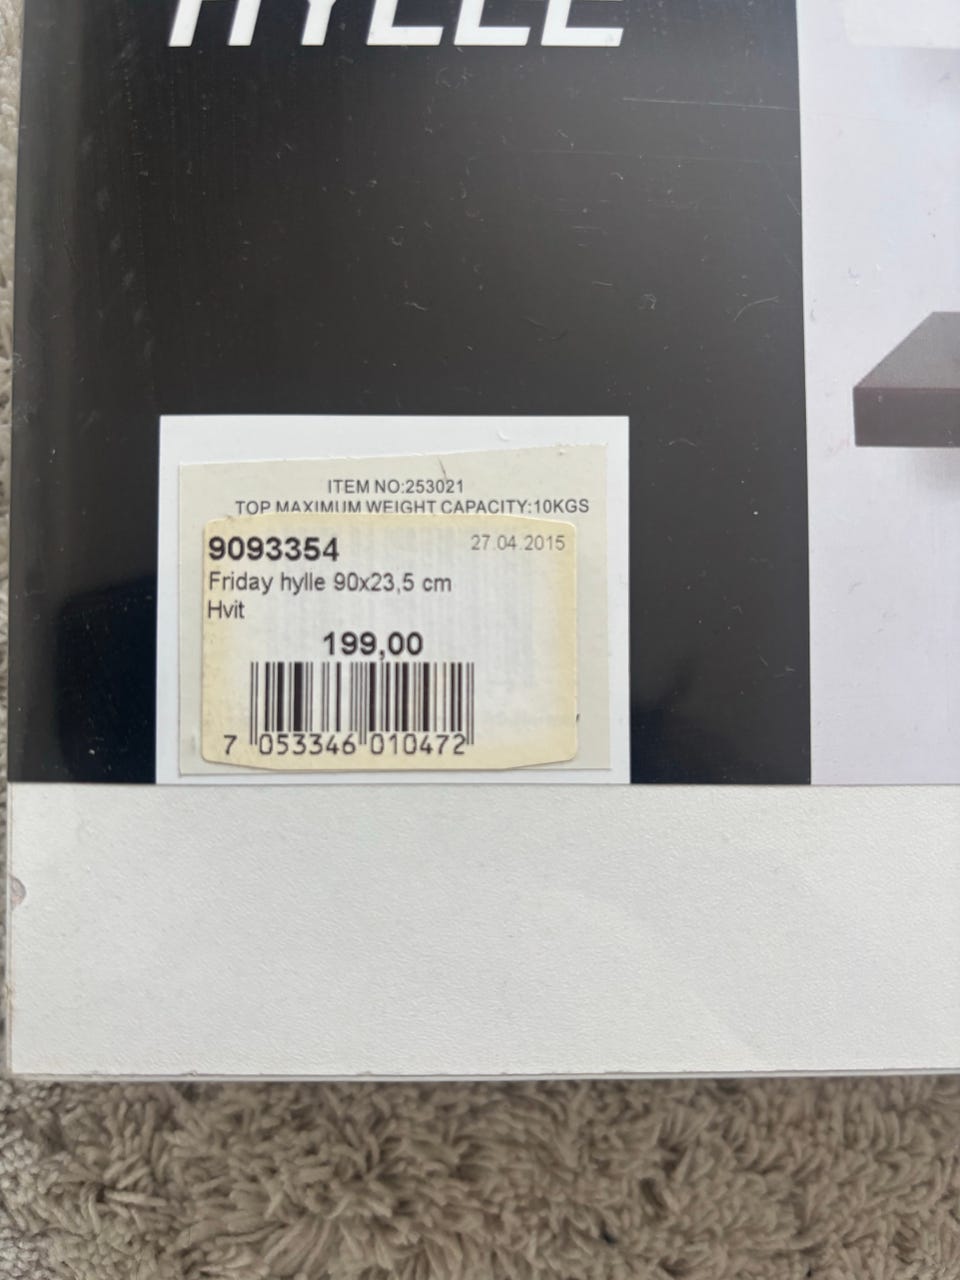 HYLLE
ITEM NO:253021
TOP MAXIMUM WEIGHT CAPACITY:10KGS
9093354 27.04.2015
Friday hylle 90x23,5 cm
Hvit
199,00
7 053346 010472